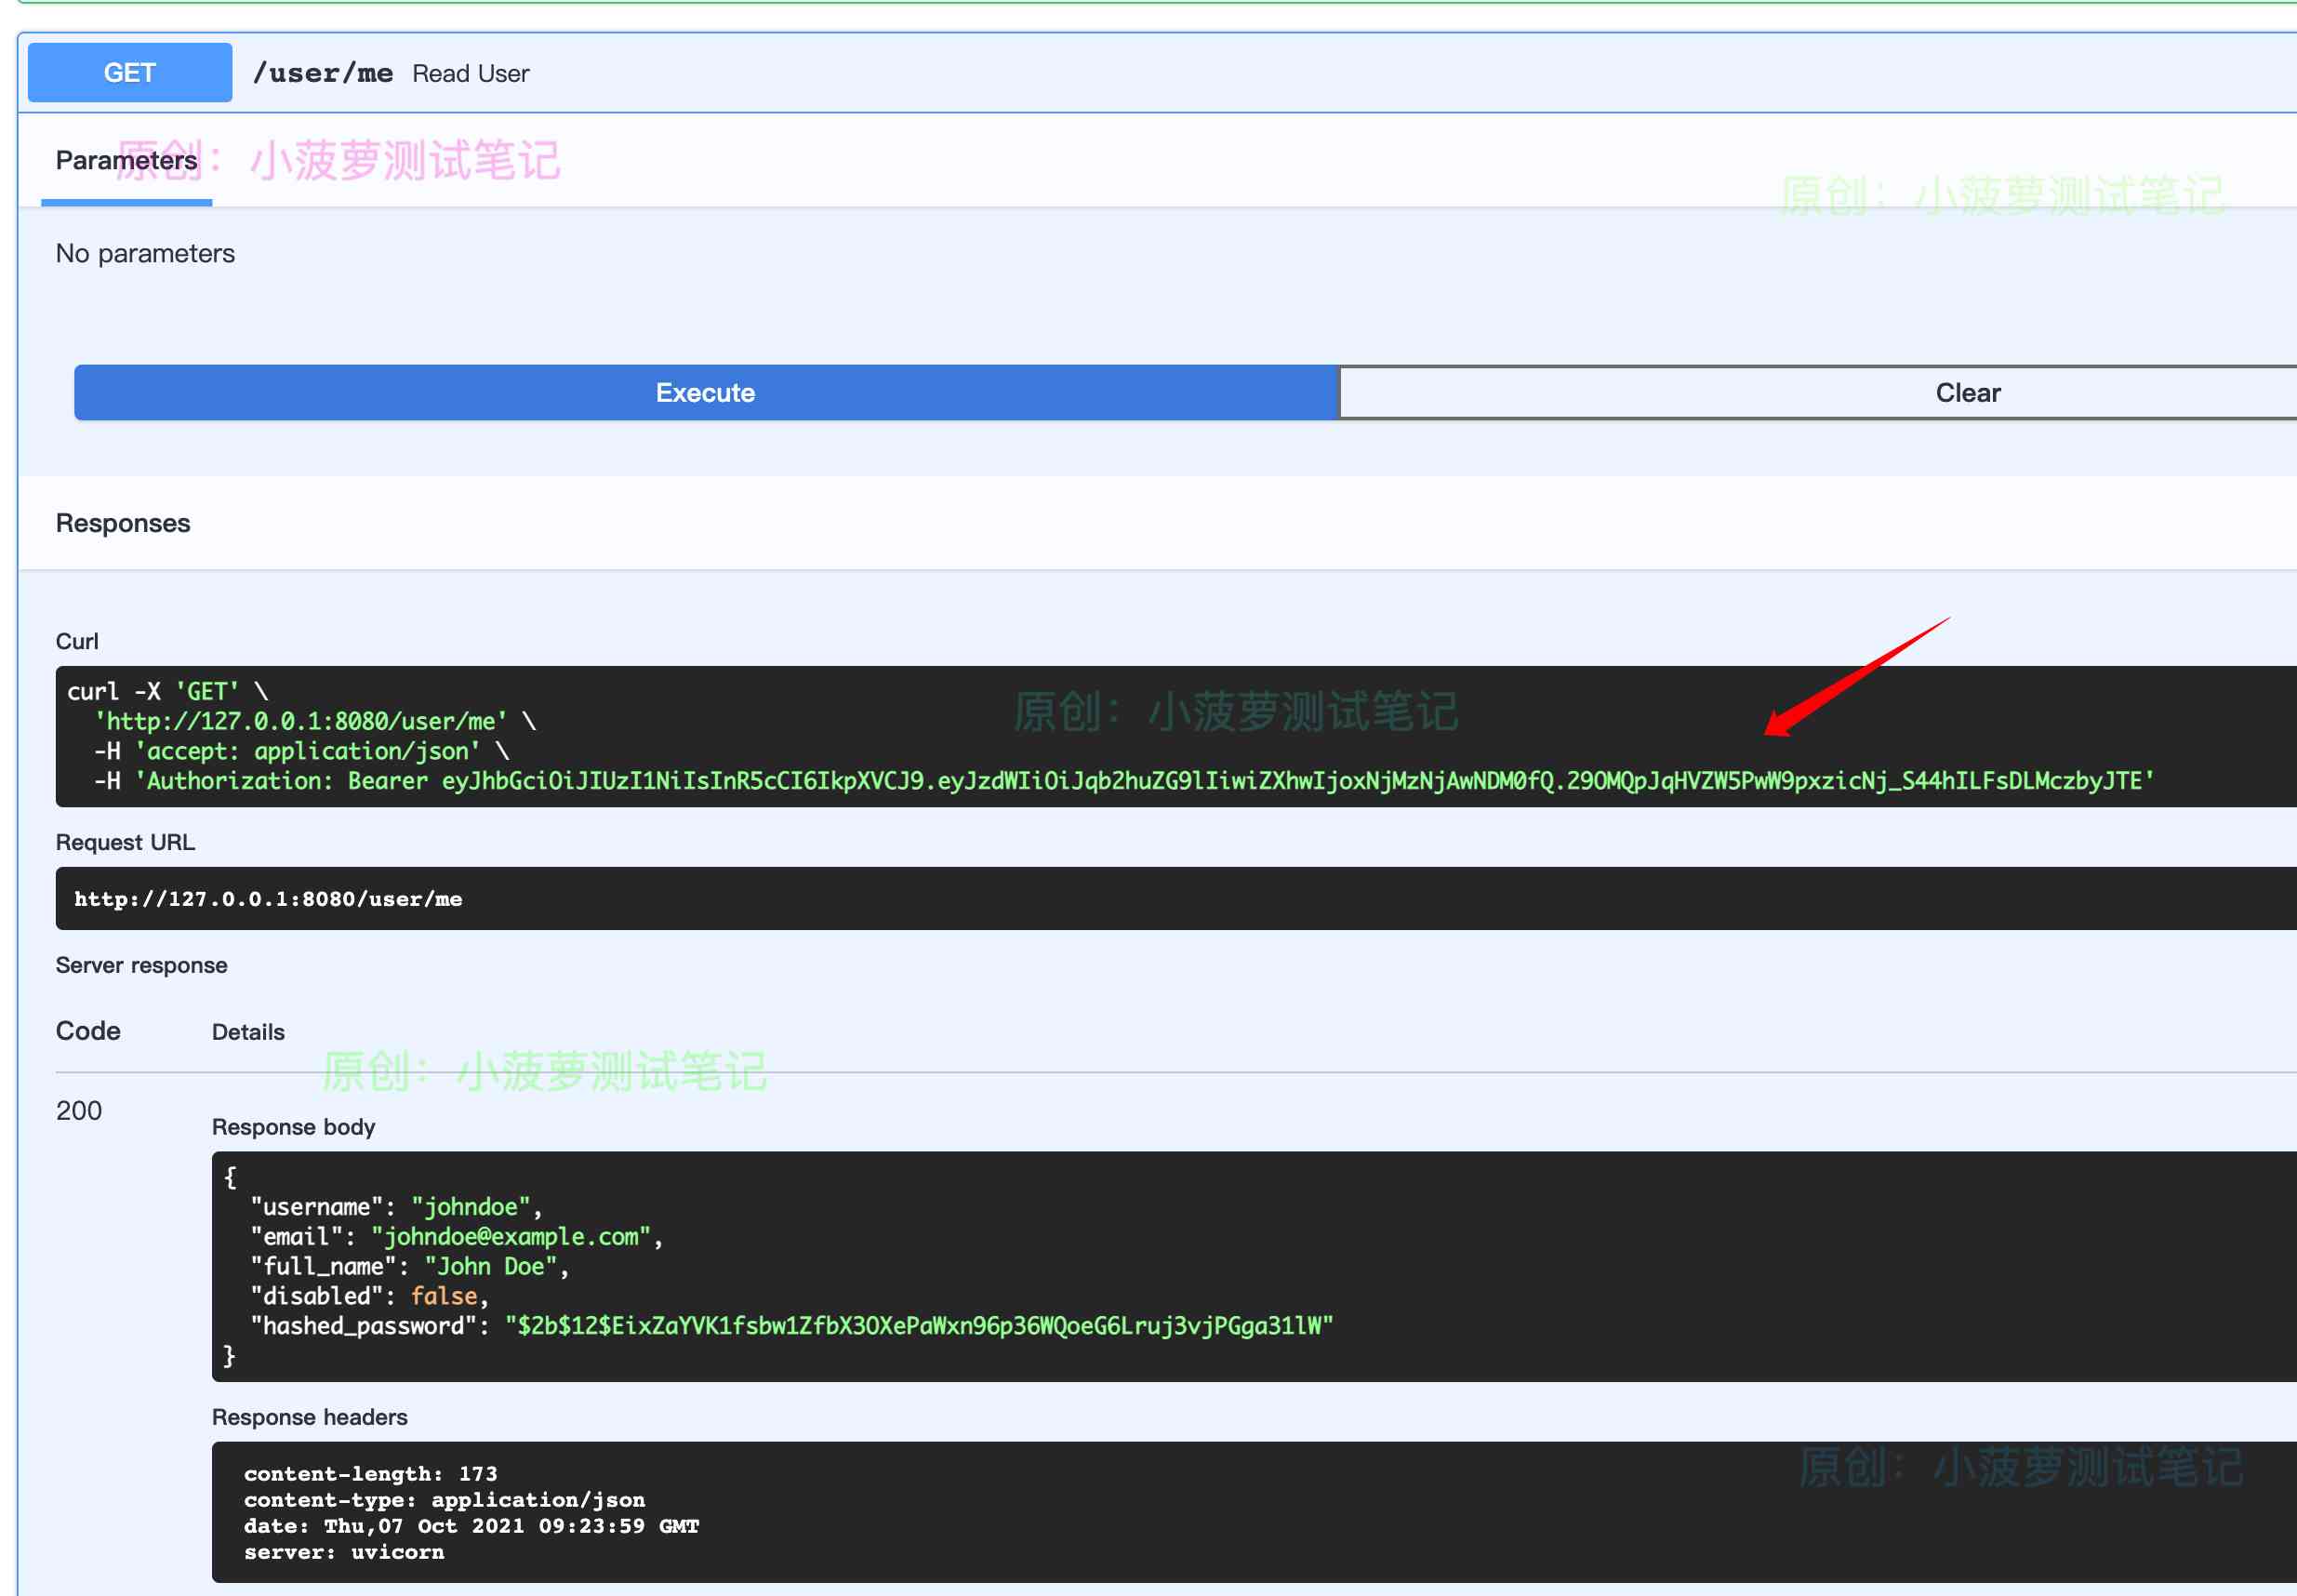 GET /user/me Read User
Parameters
原创：小菠萝测试笔记
原创：小菠萝测试笔记
No parameters
Execute
Clear
Responses
Curl
curl -X 'GET' \
原创：小菠萝测试笔记
'http://127.0.0.1:8080/user/me' \
-H 'accept: application/json' \
-H 'Authorization: Bearer eyJhbGciOiJIUzI1NiIsInR5cCI6IkpXVCJ9.eyJzdWIiOiJqb2huZG9lIiwiZXhwIjoxNjMzNjAwNDM0fQ.29OMQpJqHVZW5PwW9pxzicNj_S44hILFsDLMczbyJTE'
Request URL
http://127.0.0.1:8080/user/me
Server response
Code Details
原创：小菠萝测试笔记
200
Response body
{
"username": "johndoe",
"email": "johndoe@example.com",
"full_name": "John Doe",
"disabled": false,
"hashed_password": "$2b$12$EixZaYVK1fsbw1ZfbX3OXePaWxn96p36WQoeG6Lruj3vjPGga31lW"
}
Response headers
原创：小菠萝测试笔记
content-length: 173
content-type: application/json
date: Thu,07 Oct 2021 09:23:59 GMT
server: uvicorn